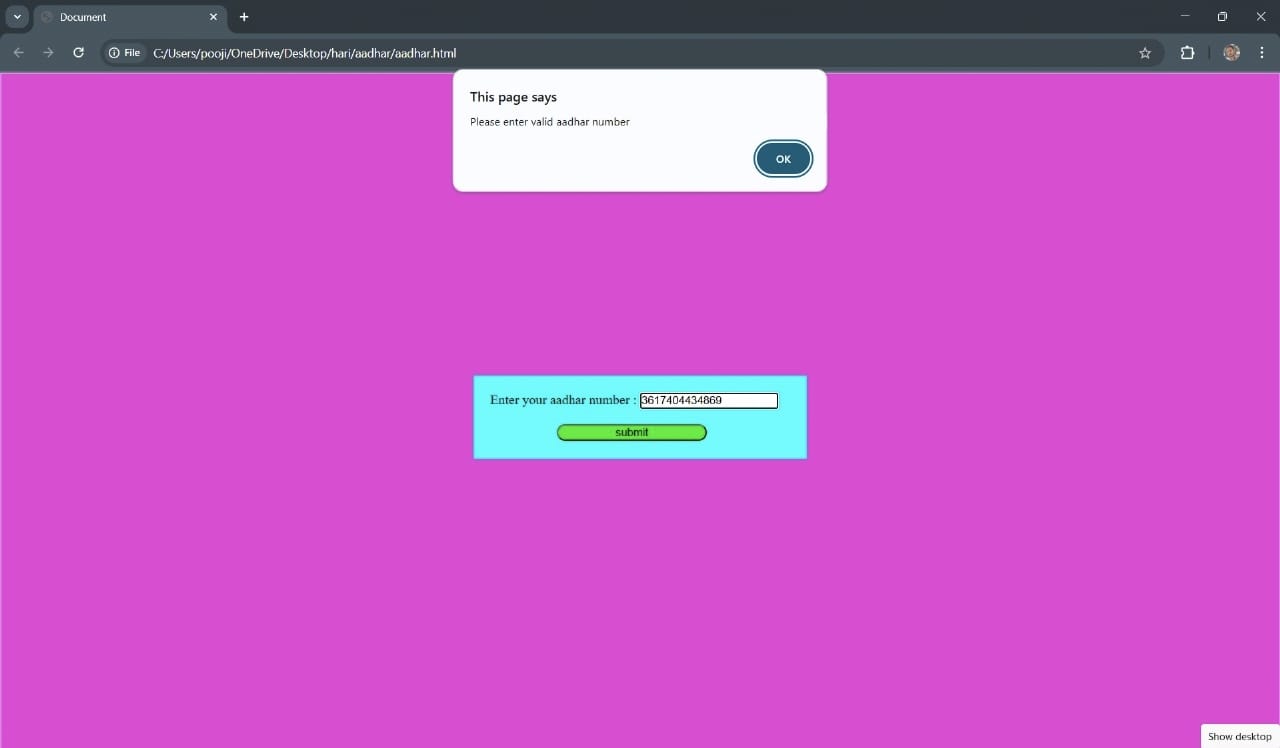 Document
File
C:/Users/pooji/OneDrive/Desktop/hari/aadhar/aadhar.html
This page says
Please enter valid aadhar number
OK
Enter your aadhar number : 3617404434869
submit
Show desktop